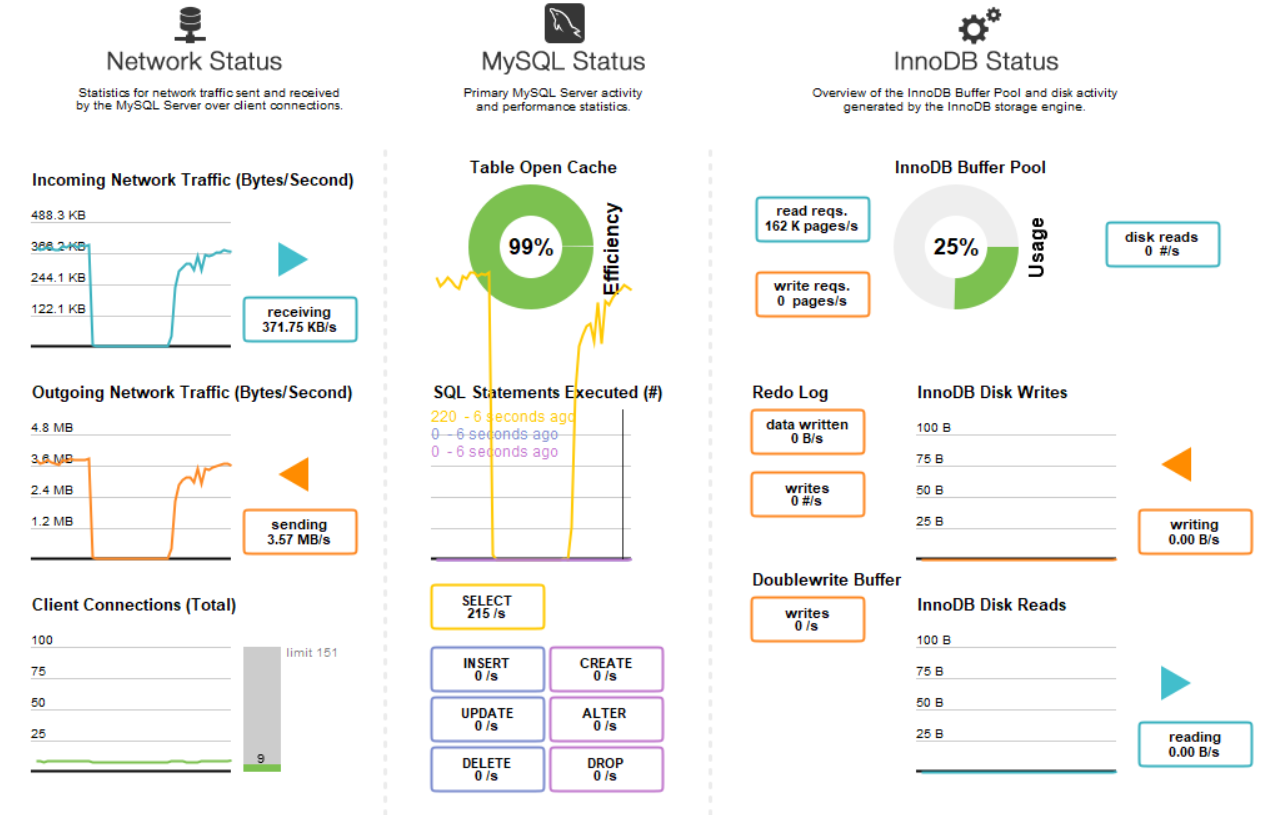 Network Status
Statistics for network traffic sent and received
by the MySQL Server over client connections.
Incoming Network Traffic (Bytes/Second)
488.3 KB
366.2 KB
244.1 KB
122.1 KB
receiving
371.75 KB/s
Outgoing Network Traffic (Bytes/Second)
4.8 MB
3.6 MB
2.4 MB
1.2 MB
sending
3.57 MB/s
Client Connections (Total)
100
75
50
25
limit 151
9
MySQL Status
Primary MySQL Server activity
and performance statistics.
Table Open Cache
99%
Efficiency
SQL Statements Executed (#)
220 - 6 seconds ago
0 - 6 seconds ago
0 - 6 seconds ago
SELECT
215 /s
INSERT
0 /s
CREATE
0 /s
UPDATE
0 /s
ALTER
0 /s
DELETE
0 /s
DROP
0 /s
InnoDB Status
Overview of the InnoDB Buffer Pool and disk activity
generated by the InnoDB storage engine.
InnoDB Buffer Pool
read reqs.
162 K pages/s
write reqs.
0 pages/s
25%
Usage
disk reads
0 #/s
Redo Log
data written
0 B/s
writes
0 #/s
Doublewrite Buffer
writes
0 /s
InnoDB Disk Writes
100 B
75 B
50 B
25 B
writing
0.00 B/s
InnoDB Disk Reads
100 B
75 B
50 B
25 B
reading
0.00 B/s